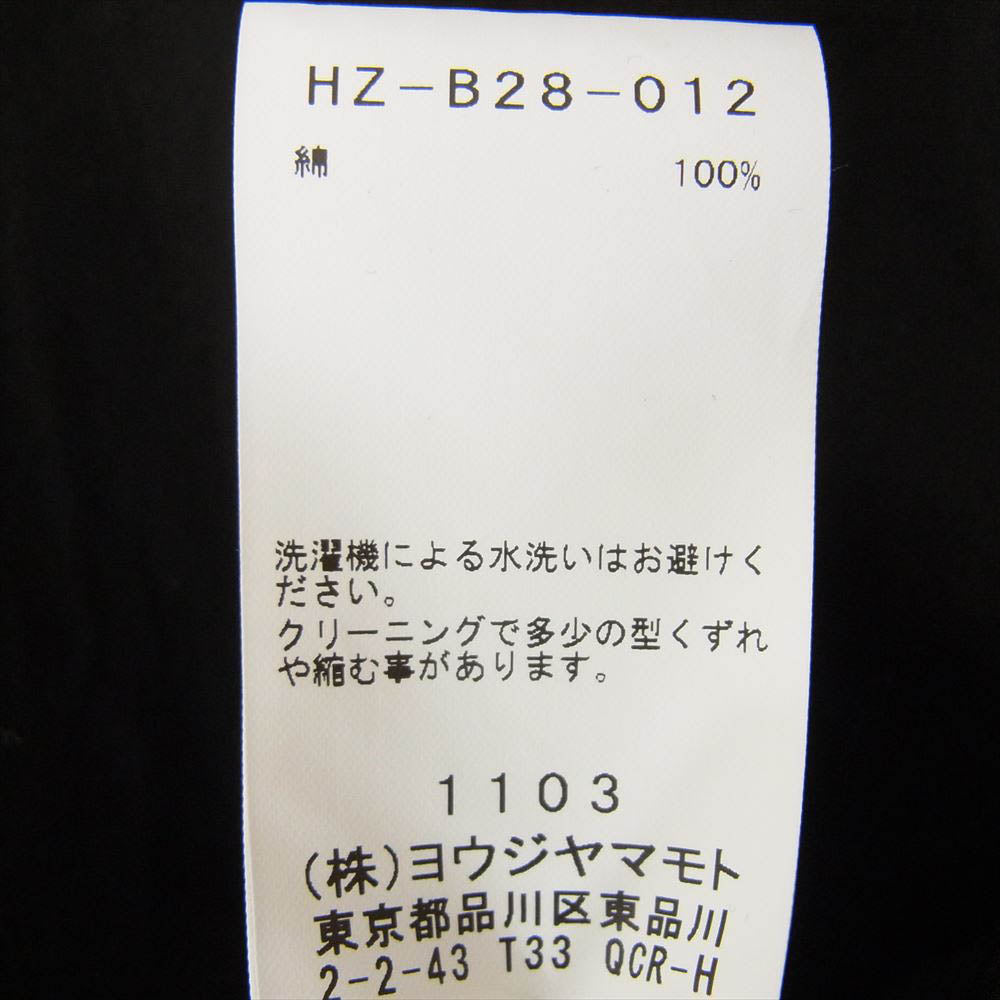 HZ-B28-012
綿 100%
洗濯機による水洗いはお避けく
ださい。
クリーニングで多少の型くずれ
や縮む事があります。
1103
(株)ヨウジヤマモト
東京都品川区東品川
2-2-43 T33 QCR-H